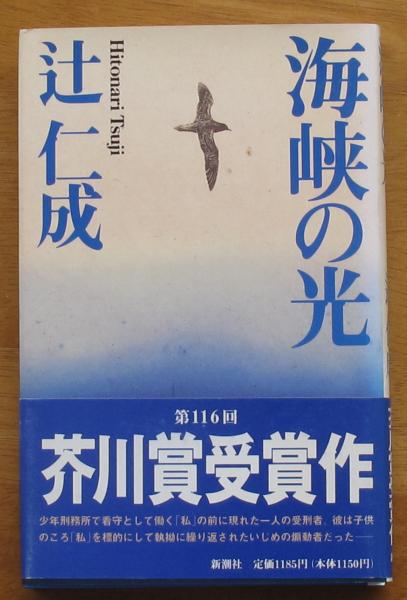 海峡の光
辻 仁成
Hitonari Tsuji
第116回
芥川賞受賞作
少年刑務所で看守として働く「私」の前に現れた一人の受刑者。彼は子供
のころ「私」を標的にして執拗に繰り返されたいじめの煽動者だった──
新潮社 定価1185円(本体1150円)